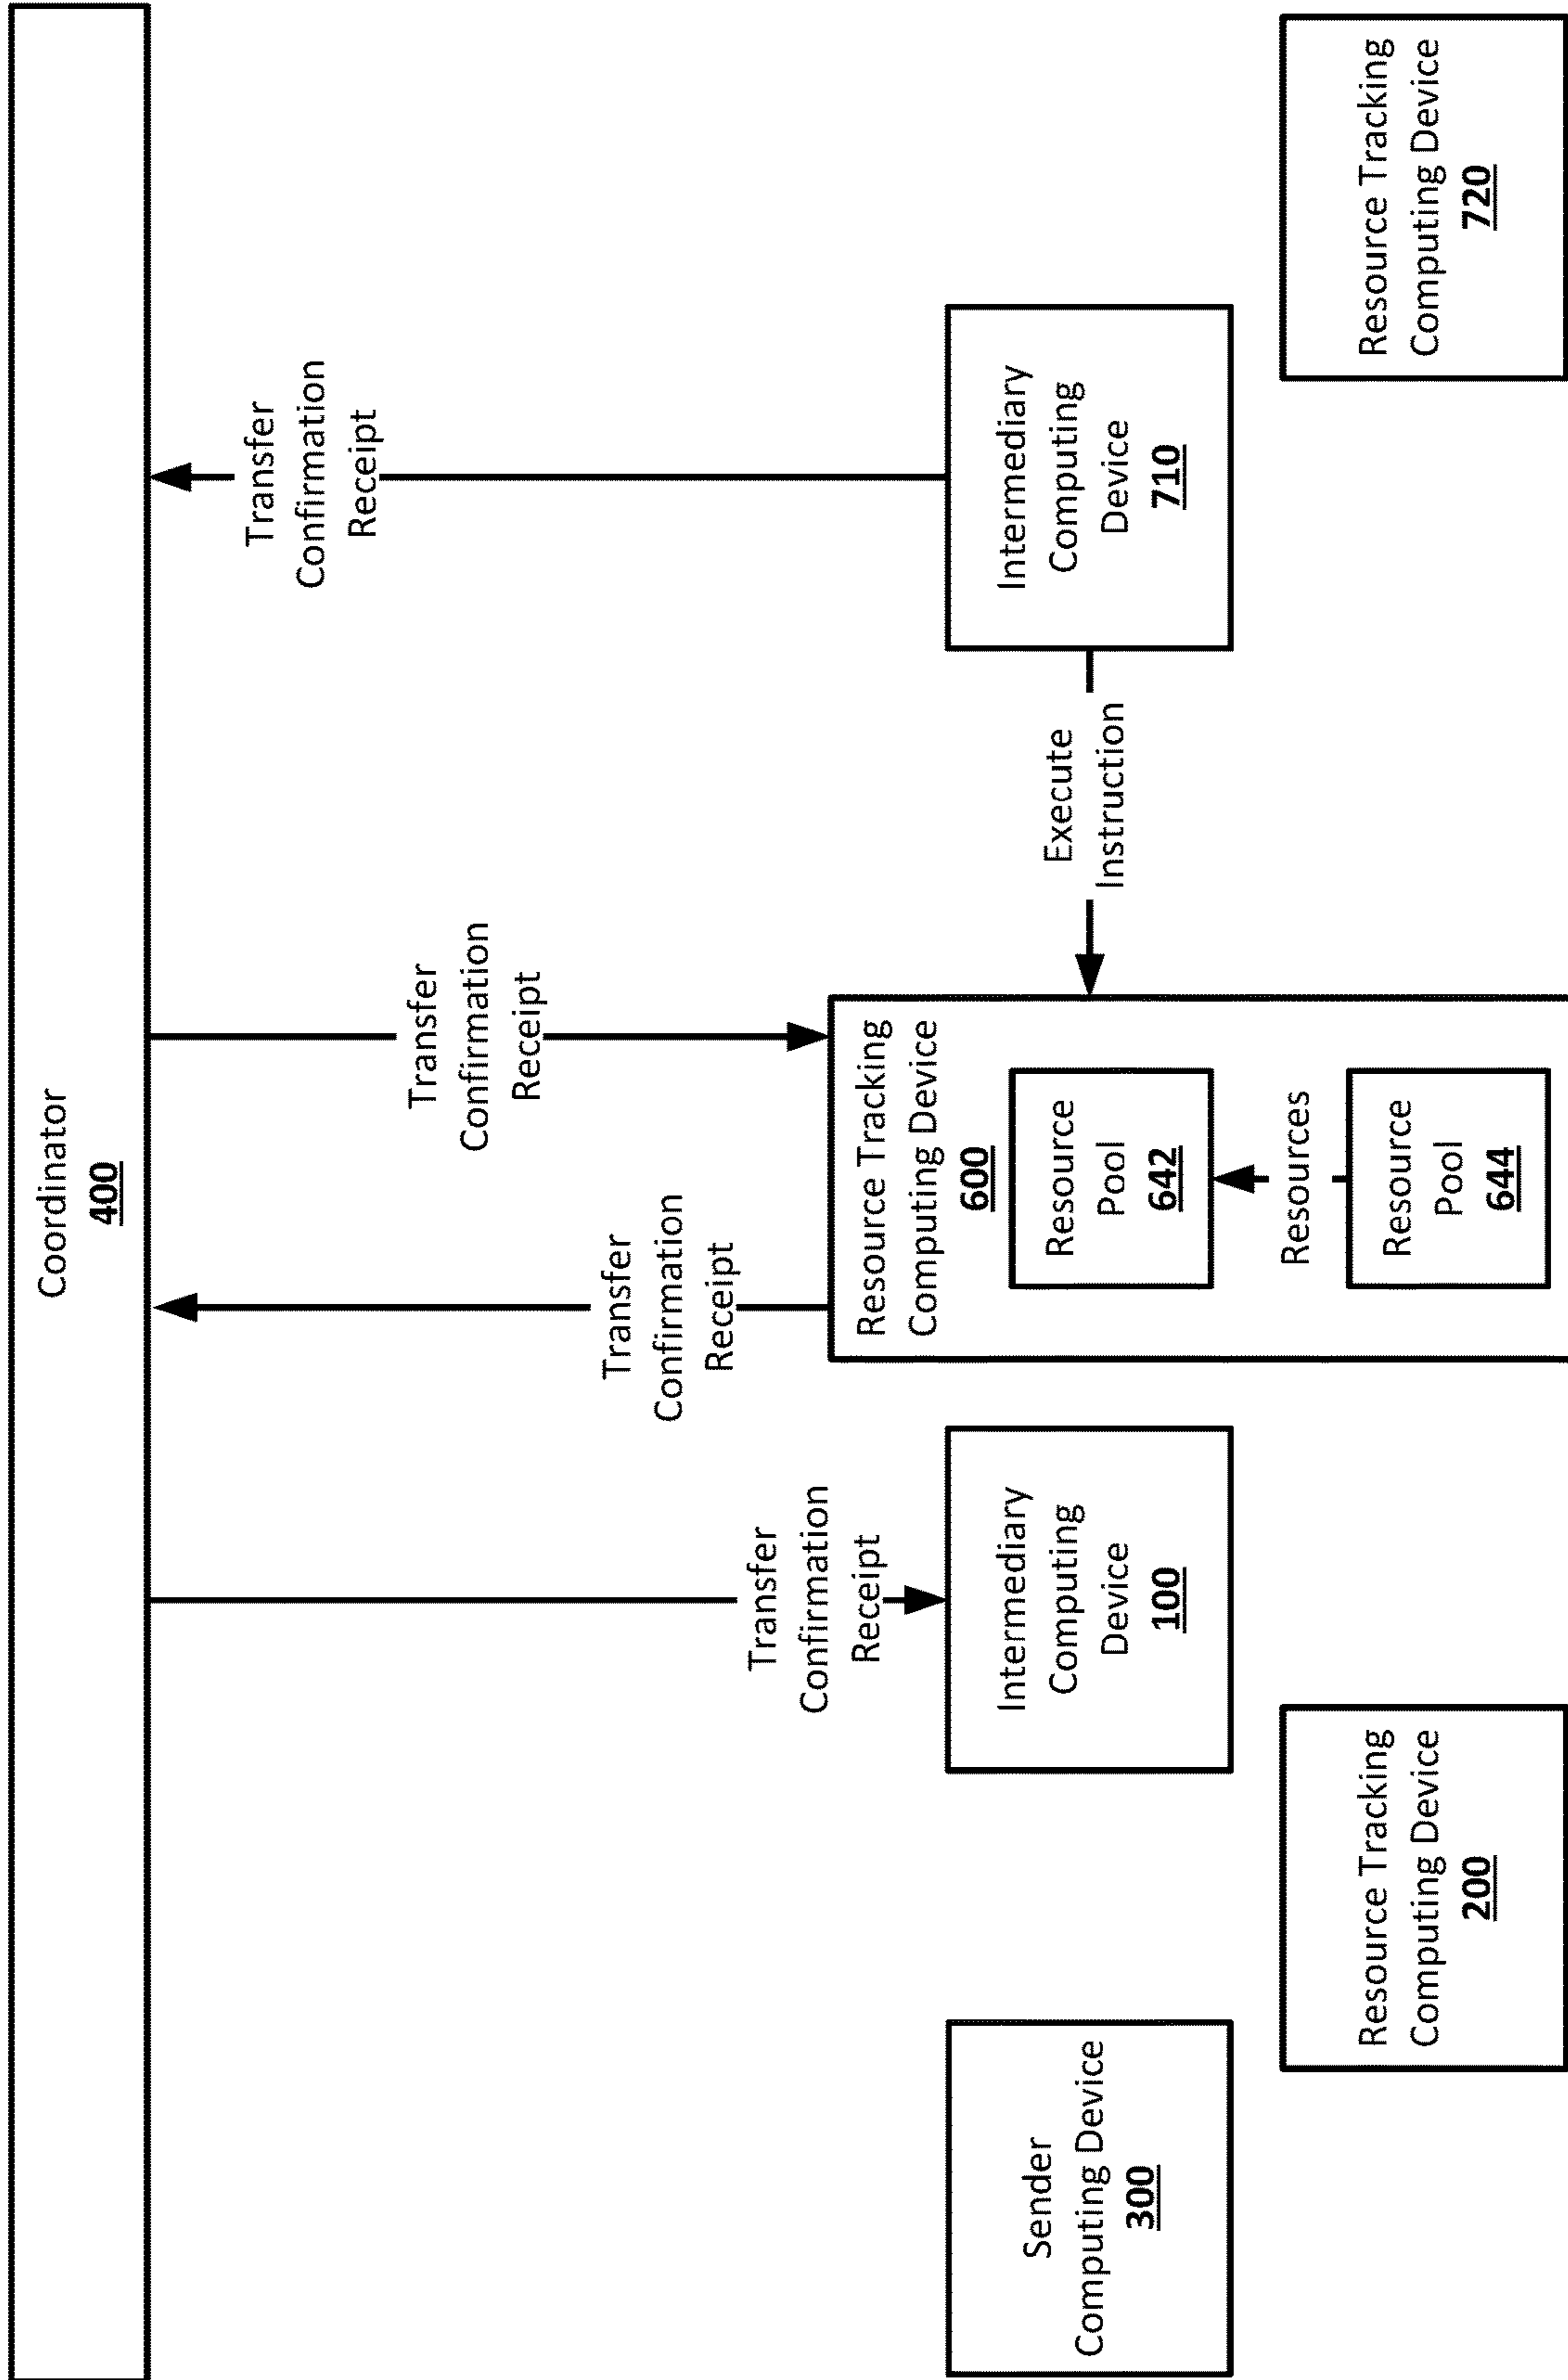 Coordinator
400
Transfer
Confirmation
Receipt
Transfer
Confirmation
Receipt
Transfer
Confirmation
Receipt
Transfer
Confirmation
Receipt
Sender
Computing Device
300
Resource Tracking
Computing Device
200
Intermediary
Computing
Device
100
Resource Tracking
Computing Device
600
Resource
Pool
642
Resources
Resource
Pool
644
Execute
Instruction
Intermediary
Computing
Device
710
Resource Tracking
Computing Device
720